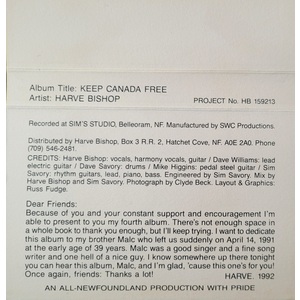 Album Title: KEEP CANADA FREE
Artist: HARVE BISHOP
PROJECT No. HB 159213
Recorded at SIM'S STUDIO, Belleoram, NF. Manufactured by SWC Productions.
Distributed by Harve Bishop, Box 3 R.R. 2, Hatchet Cove, NF. A0E 2A0. Phone
(709) 546-2481.
CREDITS: Harve Bishop: vocals, harmony vocals, guitar / Dave Williams: lead
electric guitar / Dave Savory: drums / Mike Higgins: pedal steel guitar / Sim
Savory: rhythm guitars, lead, piano, bass. Engineered by Sim Savory. Mix by
Harve Bishop and Sim Savory. Photograph by Clyde Beck. Layout & Graphics:
Russ Fudge.
Dear Friends:
Because of you and your constant support and encouragement I'm
able to present to you my fourth album. There's not enough space in
a whole book to thank you enough, but I'll keep trying. I want to dedicate
this album to my brother Malc who left us suddenly on April 14, 1991
at the early age of 39 years. Malc was a good singer and a fine song
writer and one hell of a nice guy. I know somewhere up there tonight
you can hear this album, Malc, and I'm glad, 'cause this one's for you!
Once again, friends: Thanks a lot!
HARVE. 1992
AN ALL-NEWFOUNDLAND PRODUCTION WITH PRIDE